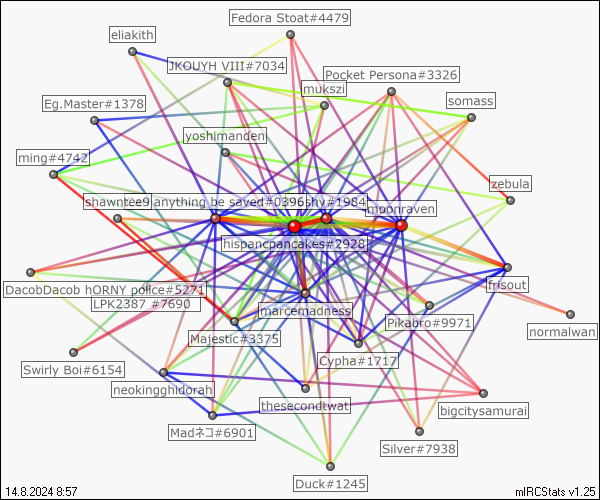 Fedora Stoat#4479
eliakith
JKOUYH VIII#7034
Pocket Persona#3326
mukszi
Eg.Master#1378
somass
yoshimanden
ming#4742
zebula
shawntee9
anything be saved#0396
shy#1984
moonraven
hispancpancakes#2928
DacobDacob hORNY police#5271
frisout
LPK2387 #7690
marcemadness
Pikabro#9971
normalwan
Majestic#3375
Cypha#1717
Swirly Boi#6154
neokingghidorah
thesecondtwat
bigcitysamurai
Madネコ#6901
Silver#7938
Duck#1245
14.8.2024 8:57
mIRCStats v1.25